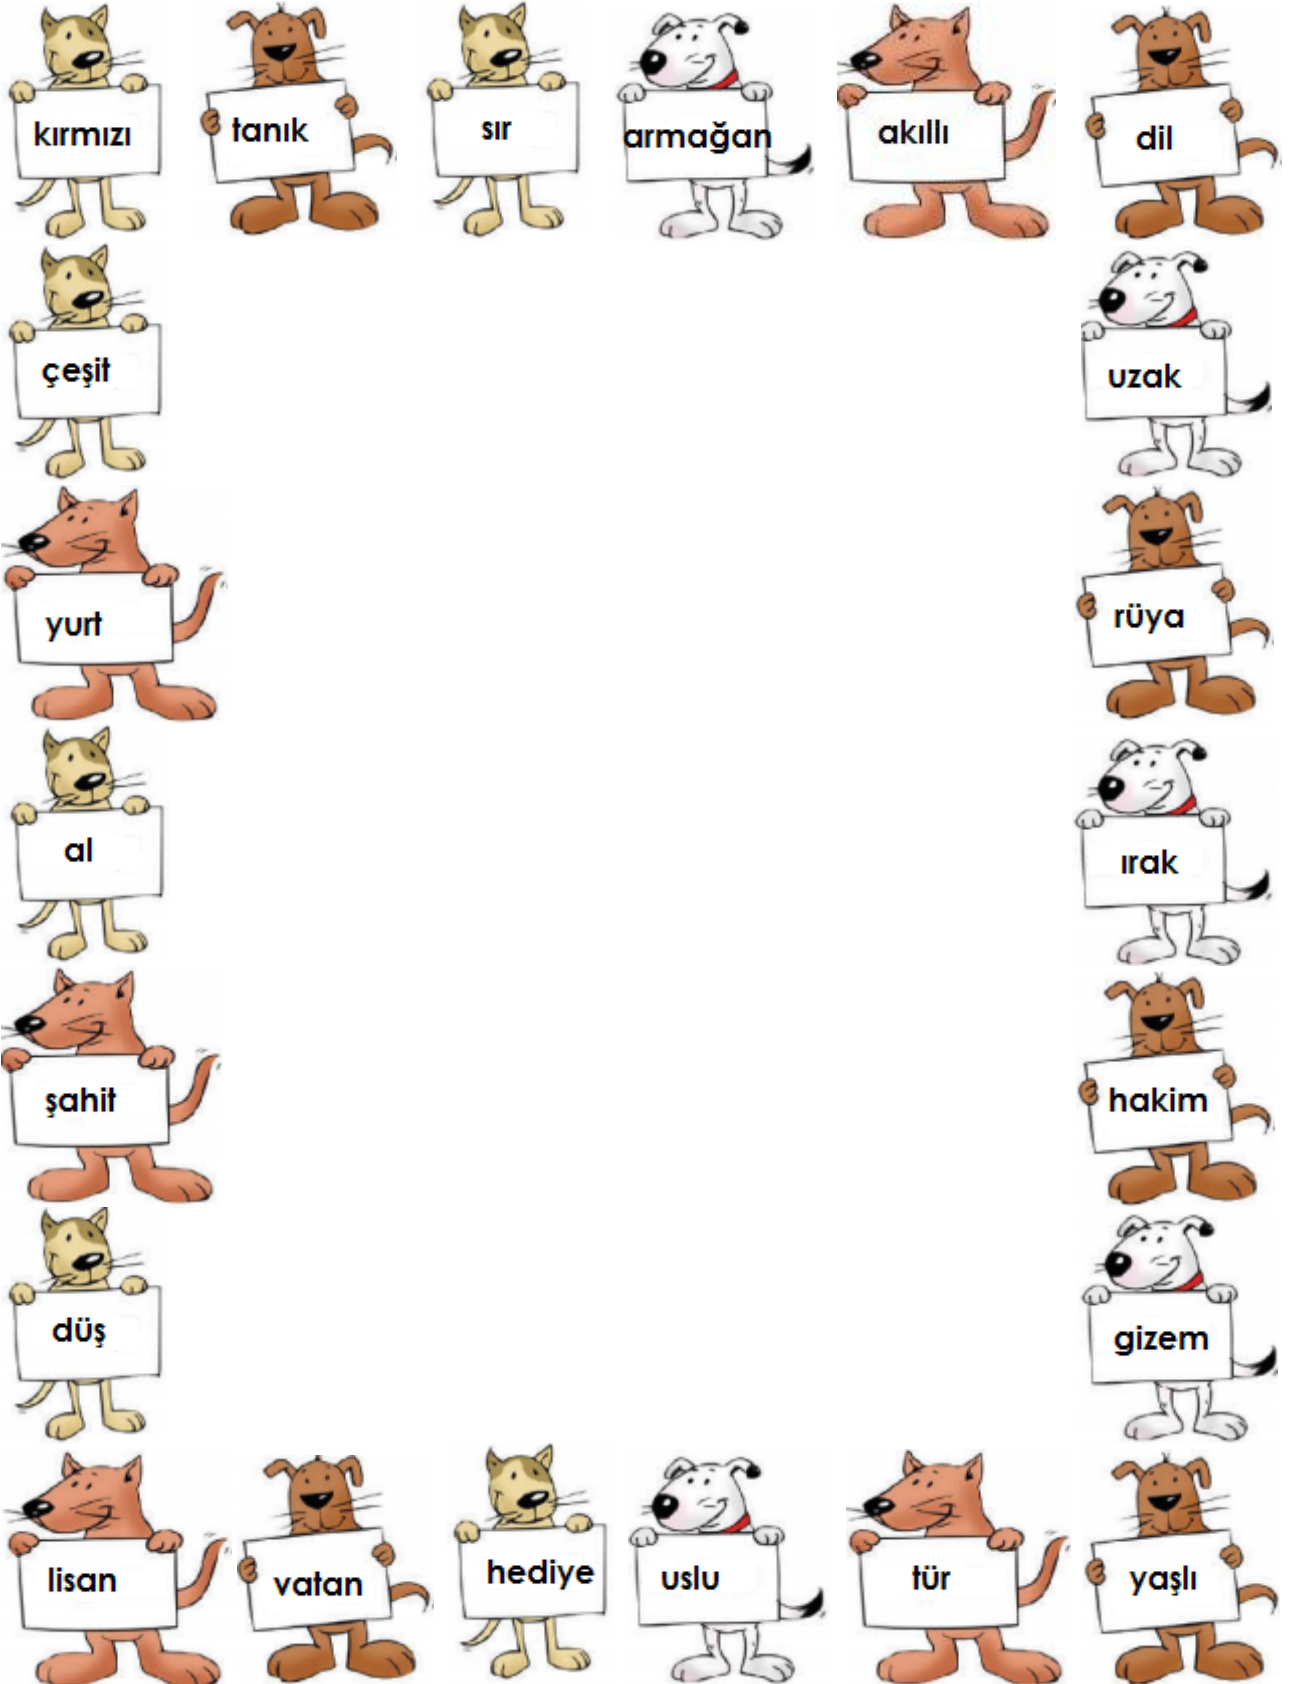 kırmızı
tanık
sır
armağan
akıllı
dil
çeşit
uzak
yurt
rüya
al
ırak
şahit
hakim
düş
gizem
lisan
vatan
hediye
uslu
tür
yaşlı